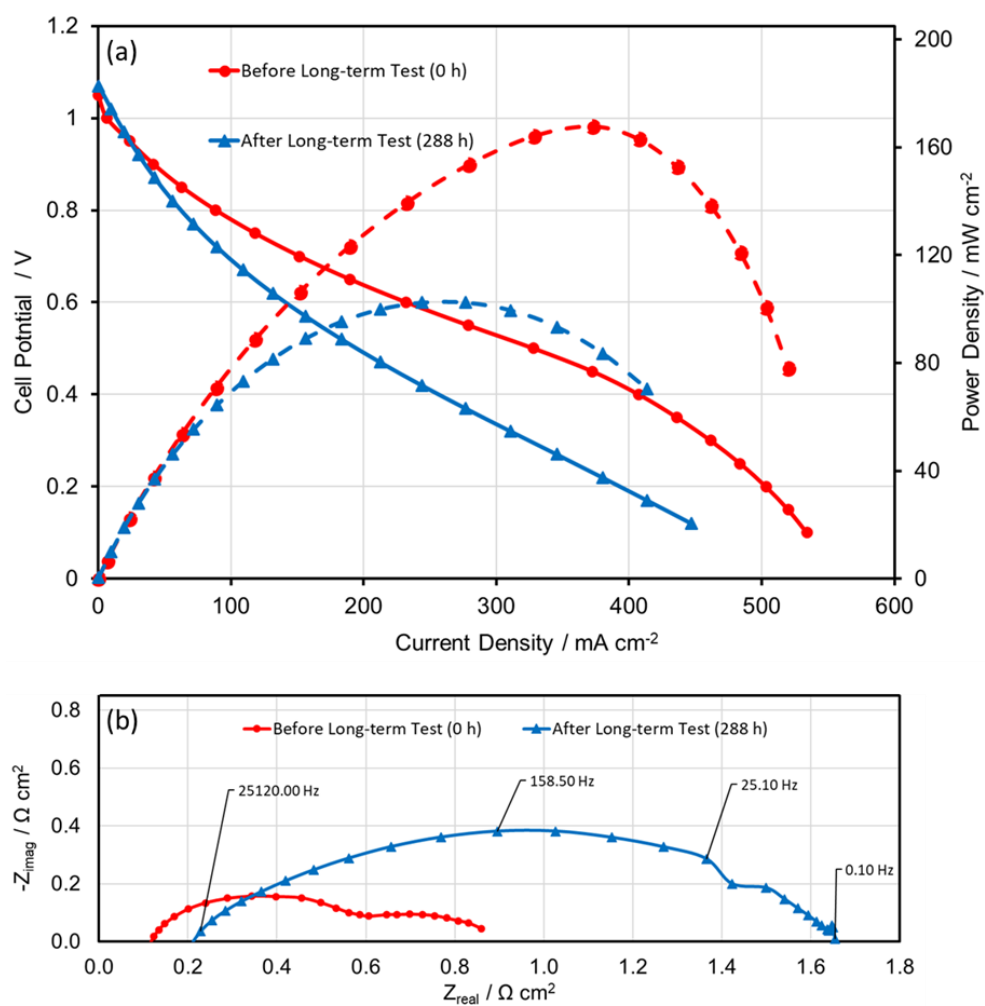 (a)
Before Long-term Test (0 h)
After Long-term Test (288 h)
1.2
1
0.8
0.6
0.4
0.2
0
Cell Potential / V
200
160
120
80
40
0
Power Density / mW cm-2
0 100 200 300 400 500 600
Current Density / mA cm-2
(b)
Before Long-term Test (0 h) After Long-term Test (288 h)
0.8
0.6
0.4
0.2
0.0
-Zimag / Ω cm2
25120.00 Hz
158.50 Hz
25.10 Hz
0.10 Hz
0.0 0.2 0.4 0.6 0.8 1.0 1.2 1.4 1.6 1.8
Zreal / Ω cm2